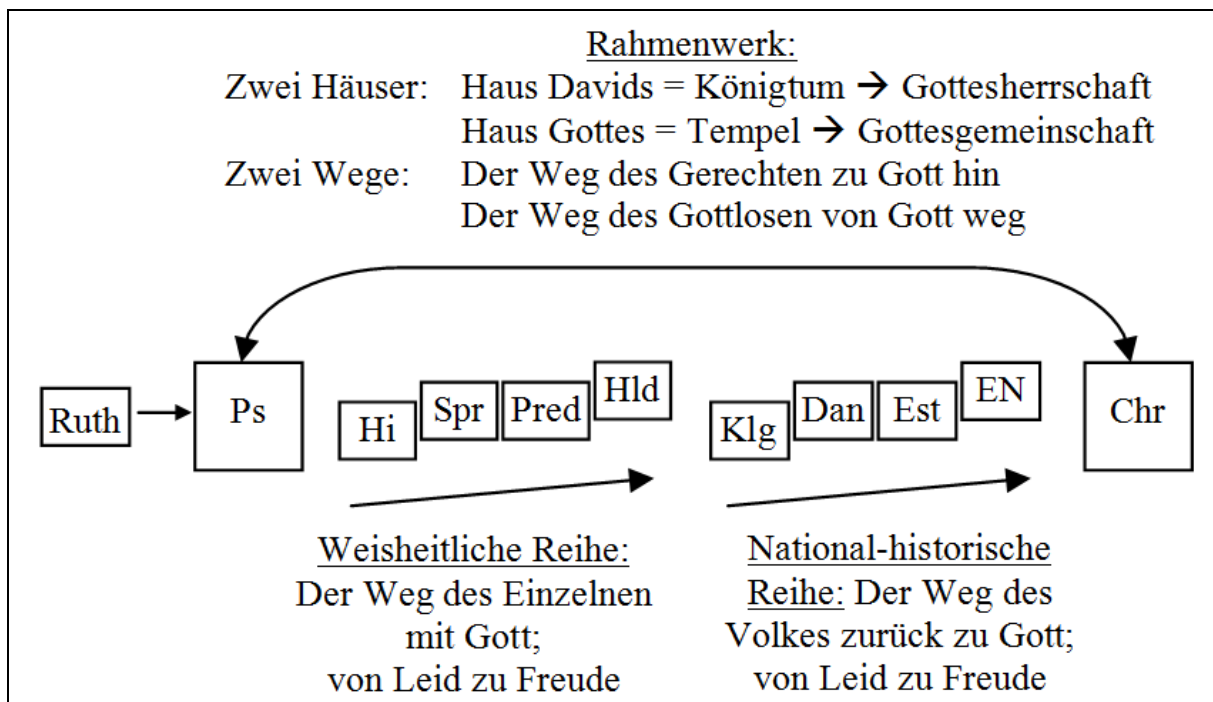 Rahmenwerk:
Zwei Häuser: Haus Davids = Königtum → Gottesherrschaft
Haus Gottes = Tempel → Gottesgemeinschaft
Zwei Wege: Der Weg des Gerechten zu Gott hin
Der Weg des Gottlosen von Gott weg
Ruth
Ps
Hi
Spr
Pred
Hld
Klg
Dan
Est
EN
Chr
Weisheitliche Reihe:
Der Weg des Einzelnen
mit Gott;
von Leid zu Freude
National-historische
Reihe: Der Weg des
Volkes zurück zu Gott;
von Leid zu Freude